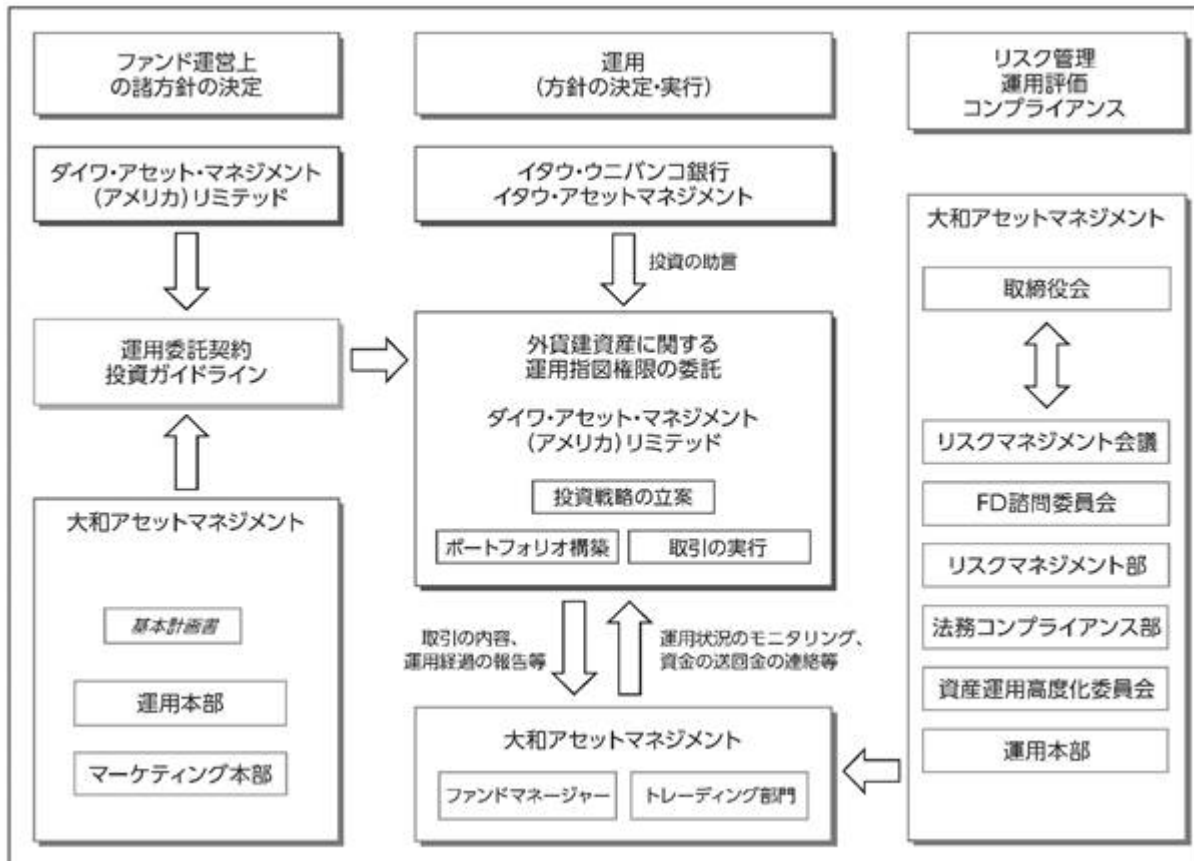 ファンド運営上
の諸方針の決定
ダイワ・アセット・マネジメント
(アメリカ)リミテッド
運用委託契約
投資ガイドライン
大和アセットマネジメント
基本計画書
運用本部
マーケティング本部
運用
(方針の決定・実行)
イタウ・ウニバンコ銀行
イタウ・アセットマネジメント
投資の助言
外貨建資産に関する
運用指図権限の委託
ダイワ・アセット・マネジメント
(アメリカ)リミテッド
投資戦略の立案
ポートフォリオ構築
取引の実行
取引の内容、
運用経過の報告等
運用状況のモニタリング、
資金の送回金の連絡等
大和アセットマネジメント
ファンドマネージャー
トレーディング部門
リスク管理
運用評価
コンプライアンス
大和アセットマネジメント
取締役会
リスクマネジメント会議
FD諮問委員会
リスクマネジメント部
法務コンプライアンス部
資産運用高度化委員会
運用本部